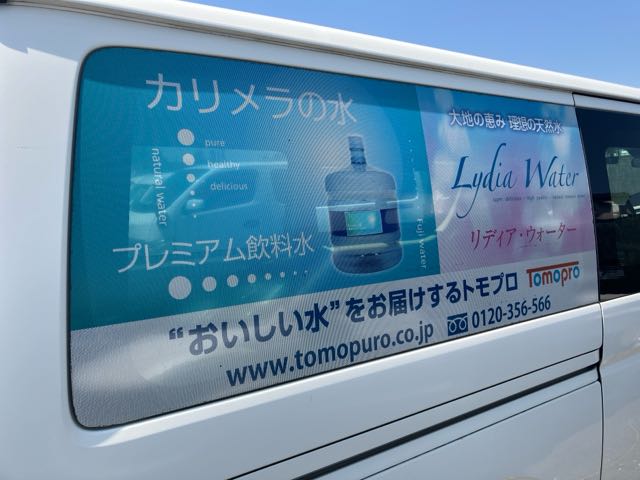 カリメラの水
pure
healthy
delicious
natural water
プレミアム飲料水
Fuji water
大地の恵み 理想の天然水
Lydia Water
リディア・ウォーター
"おいしい水"をお届けするトモプロ
Tomopro
www.tomopuro.co.jp
0120-356-566